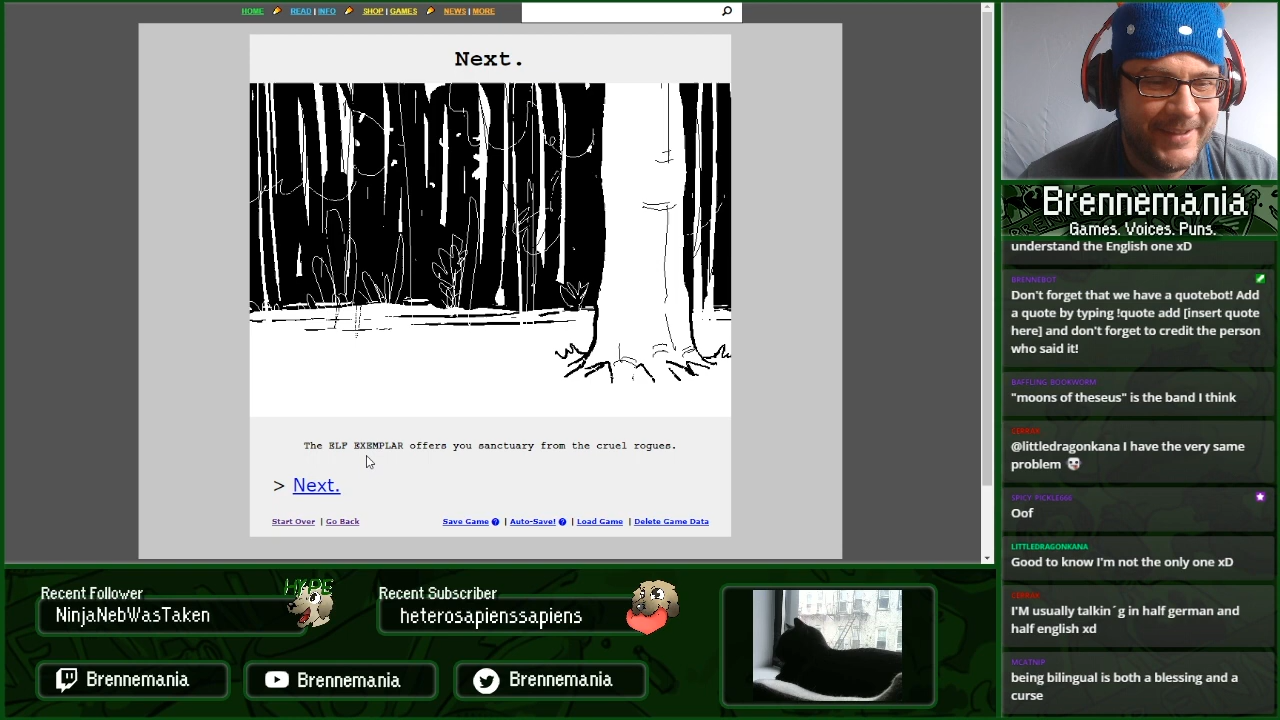 HOME READ | INFO SHOP | GAMES NEWS | MORE
Next.
The ELF EXEMPLAR offers you sanctuary from the cruel rogues.
> Next.
Start Over | Go Back Save Game ? | Auto-Save! ? | Load Game | Delete Game Data
Brennemania
Games. Voices. Puns.
understand the English one xD
BRENNEBOT
Don't forget that we have a quotebot! Add
a quote by typing !quote add [insert quote
here] and don't forget to credit the person
who said it!
BAFFLING BOOKWORM
"moons of theseus" is the band I think
@littledragonkana I have the very same
problem
SPICY PICKLE666
Oof
LITTLEDRAGONKANA
Good to know I'm not the only one xD
I'M usually talkin´g in half german and
half english xd
MCATNIP
being bilingual is both a blessing and a
curse
Recent Follower
HYPE
NinjaNebWasTaken
Recent Subscriber
heterosapienssapiens
Brennemania
Brennemania
Brennemania